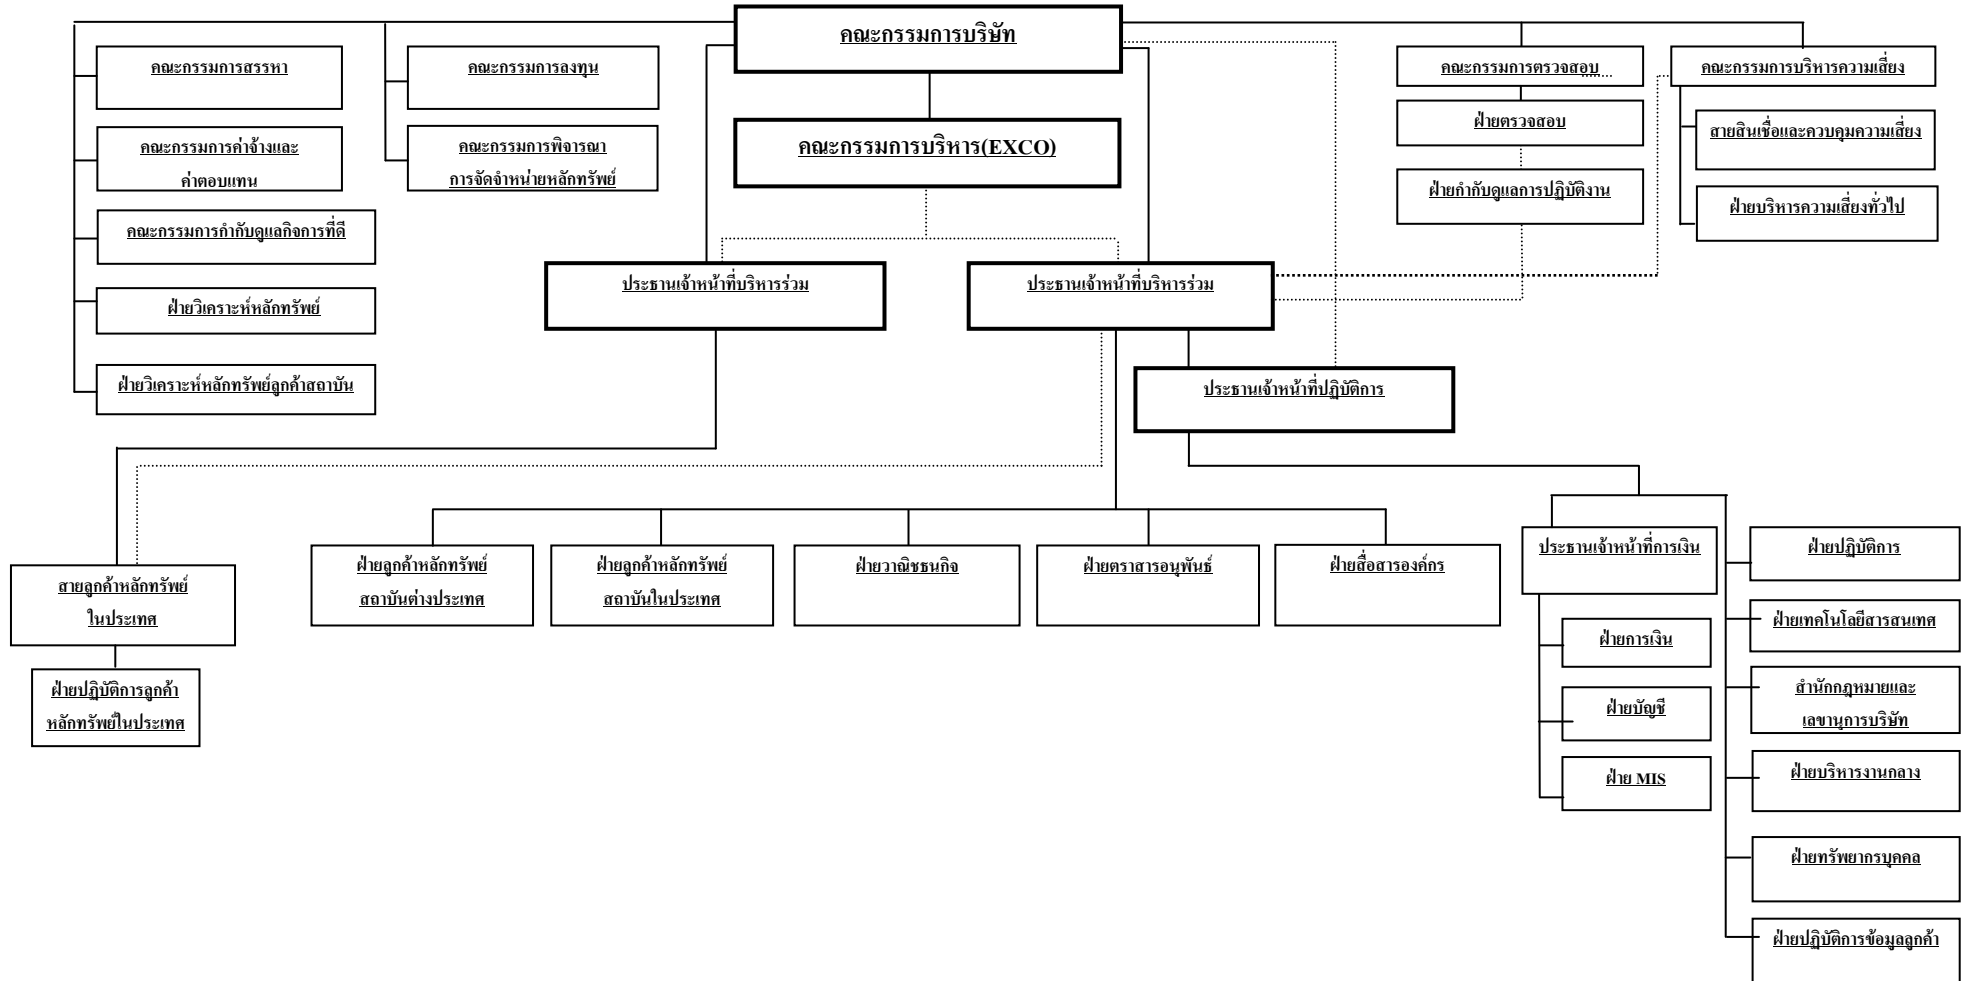 คณะกรรมการบริษัท
คณะกรรมการสรรหา
คณะกรรมการลงทุน
คณะกรรมการตรวจสอบ
คณะกรรมการบริหารความเสี่ยง
คณะกรรมการค่าจ้างและ
ค่าตอบแทน
คณะกรรมการพิจารณา
การจัดจำหน่ายหลักทรัพย์
คณะกรรมการบริหาร(EXCO)
ฝ่ายตรวจสอบ
สายสินเชื่อและควบคุมความเสี่ยง
ฝ่ายกำกับดูแลการปฏิบัติงาน
ฝ่ายบริหารความเสี่ยงทั่วไป
คณะกรรมการกำกับดูแลกิจการที่ดี
ฝ่ายวิเคราะห์หลักทรัพย์
ฝ่ายวิเคราะห์หลักทรัพย์ลูกค้าสถาบัน
ประธานเจ้าหน้าที่บริหารร่วม
ประธานเจ้าหน้าที่บริหารร่วม
ประธานเจ้าหน้าที่ปฏิบัติการ
สายลูกค้าหลักทรัพย์
ในประเทศ
ฝ่ายปฏิบัติการลูกค้า
หลักทรัพย์ในประเทศ
ฝ่ายลูกค้าหลักทรัพย์
สถาบันต่างประเทศ
ฝ่ายลูกค้าหลักทรัพย์
สถาบันในประเทศ
ฝ่ายวาณิชธนกิจ
ฝ่ายตราสารอนุพันธ์
ฝ่ายสื่อสารองค์กร
ประธานเจ้าหน้าที่การเงิน
ฝ่ายการเงิน
ฝ่ายบัญชี
ฝ่าย MIS
ฝ่ายปฏิบัติการ
ฝ่ายเทคโนโลยีสารสนเทศ
สำนักกฎหมายและ
เลขานุการบริษัท
ฝ่ายบริหารงานกลาง
ฝ่ายทรัพยากรบุคคล
ฝ่ายปฏิบัติการข้อมูลลูกค้า